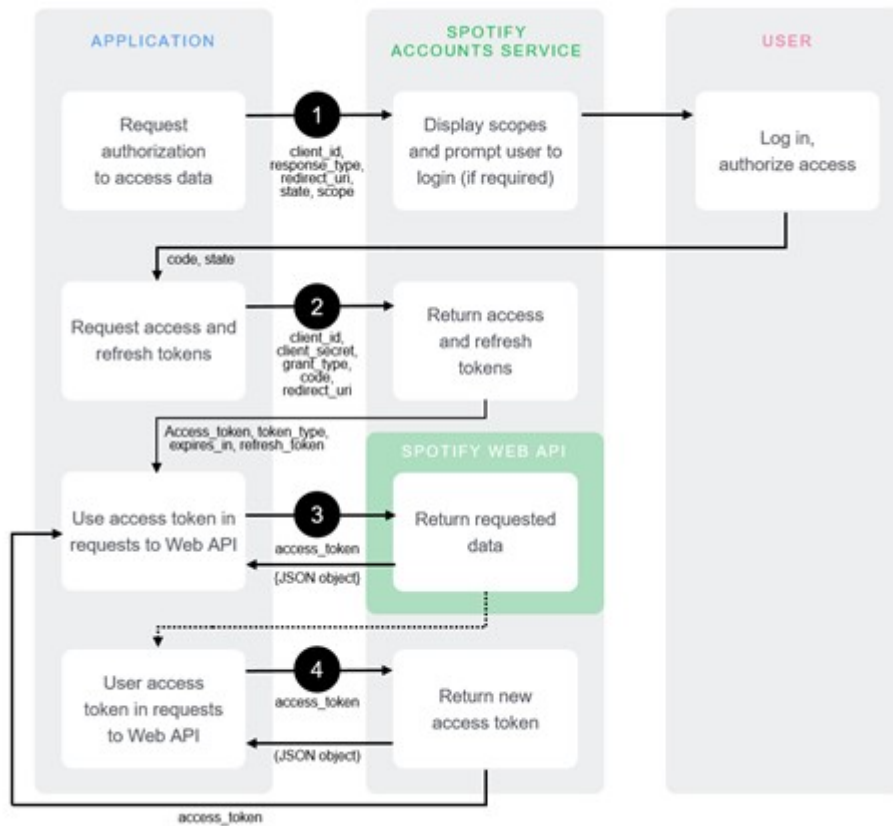 APPLICATION
SPOTIFY
ACCOUNTS SERVICE
USER
Request
authorization
to access data
1
client_id,
response_type,
redirect_uri,
state, scope
Display scopes
and prompt user to
login (if required)
Log in,
authorize access
code, state
Request access and
refresh tokens
2
client_id,
client_secret,
grant_type,
code,
redirect_uri
Return access
and refresh
tokens
Access_token, token_type,
expires_in, refresh_token
SPOTIFY WEB API
Use access token in
requests to Web API
3
access_token
{JSON object}
Return requested
data
User access
token in requests
to Web API
4
access_token
{JSON object}
Return new
access token
access_token